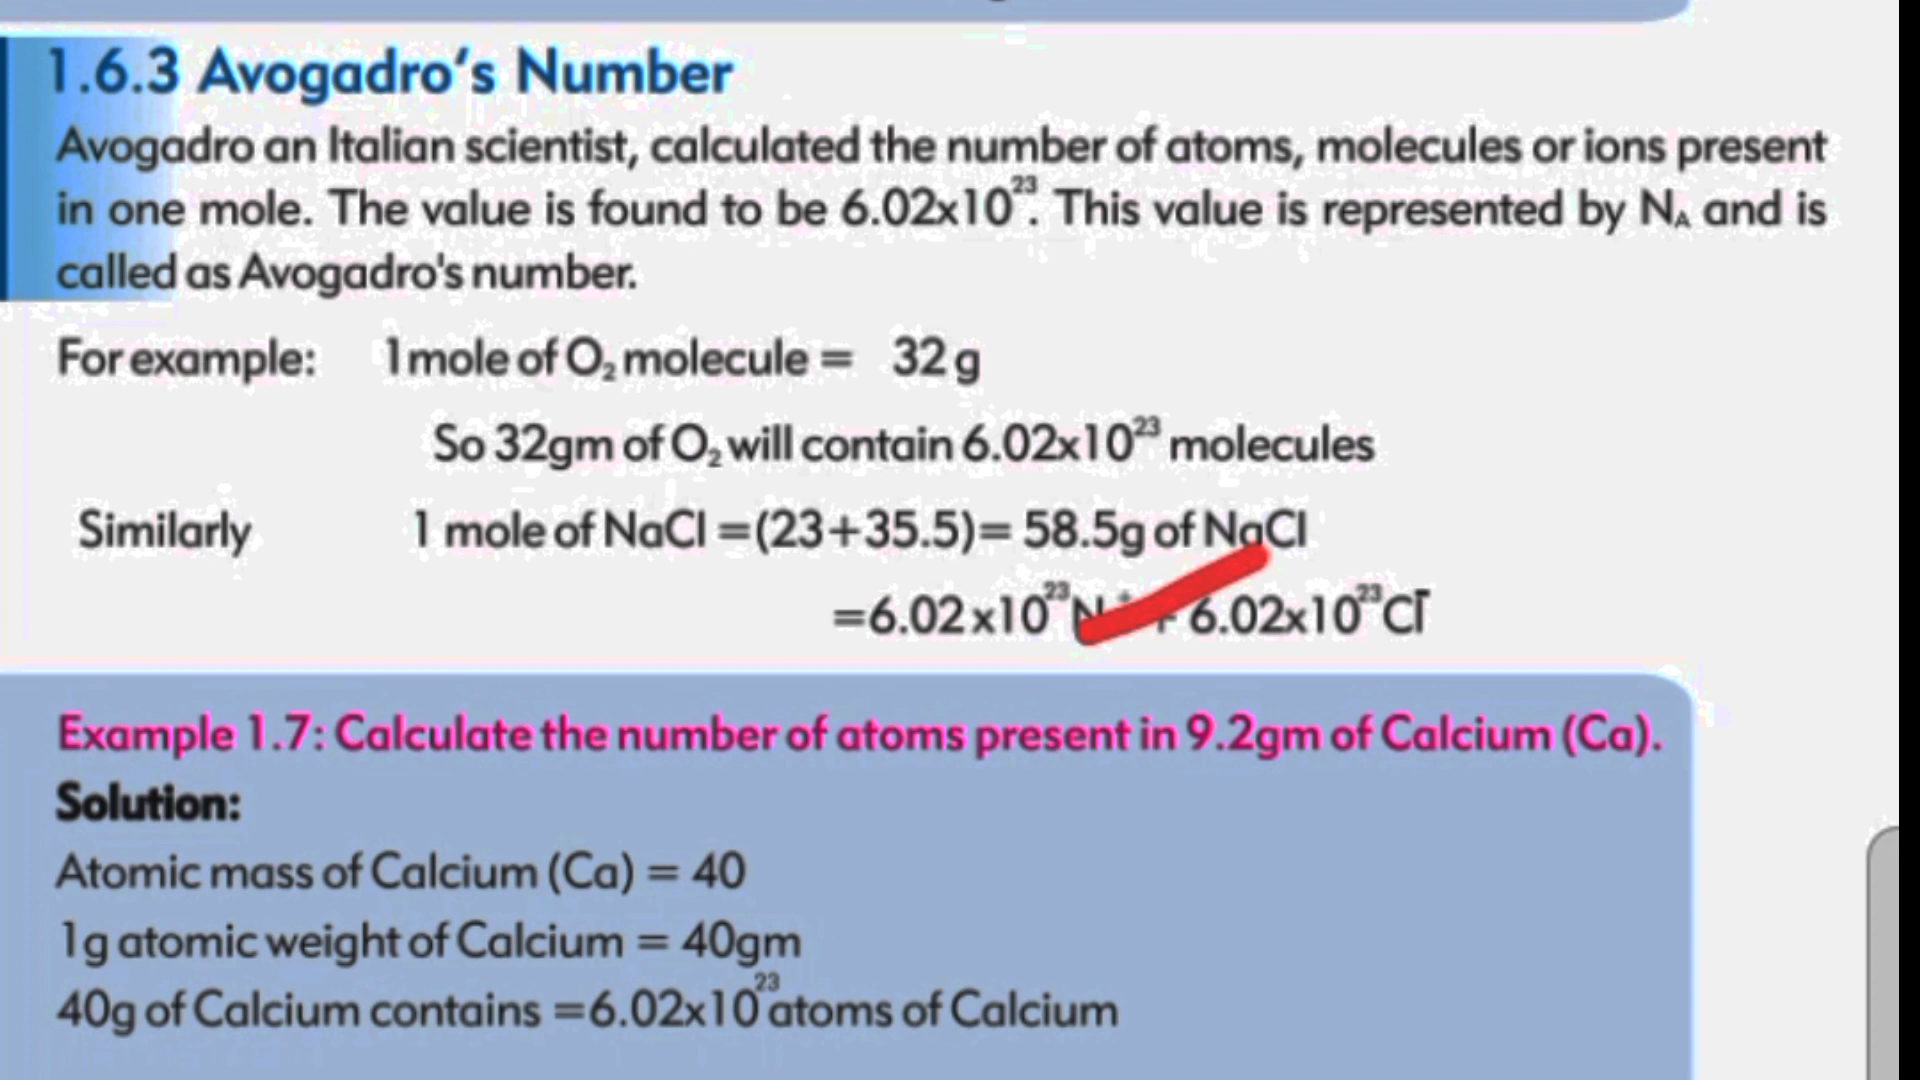 1.6.3 Avogadro's Number
Avogadro an Italian scientist, calculated the number of atoms, molecules or ions present
in one mole. The value is found to be 6.02x10²³. This value is represented by Nₐ and is
called as Avogadro's number.
For example: 1mole of O₂ molecule = 32 g
So 32gm of O₂ will contain 6.02x10²³ molecules
Similarly 1 mole of NaCl =(23+35.5)= 58.5g of NaCl
=6.02x10²³ + 6.02x10²³Cl⁻
Example 1.7: Calculate the number of atoms present in 9.2gm of Calcium (Ca).
Solution:
Atomic mass of Calcium (Ca) = 40
1g atomic weight of Calcium = 40gm
40g of Calcium contains =6.02x10²³atoms of Calcium